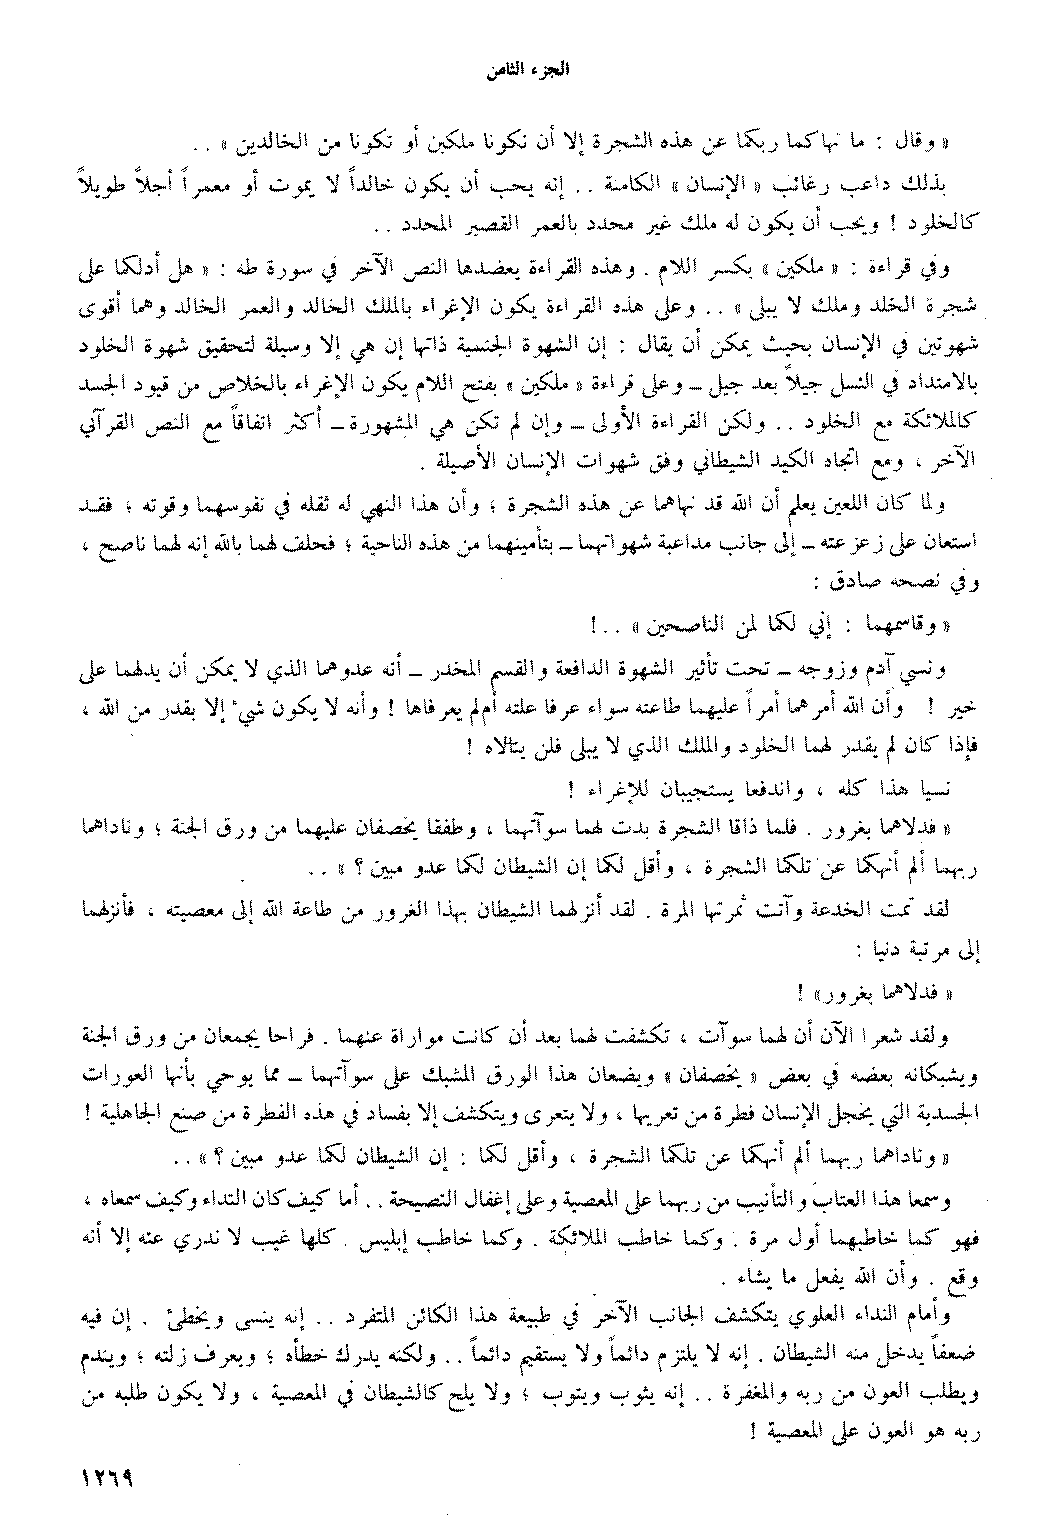 الجزء الثامن
« وقال : ما نهاكما ربكما عن هذه الشجرة إلا أن تكونا ملكين أو تكونا من الخالدين » . .
بذلك داعب رغائب « الإنسان » الكامنة . . إنه يحب أن يكون خالداً لا يموت أو معمراً أجلاً طويلاً
كالخلود ! ويحب أن يكون له ملك غير محدد بالعمر القصير المحدد . .
وفي قراءة : « ملكين » بكسر اللام . وهذه القراءة يعضدها النص الآخر في سورة طه : « هل أدلكما على
شجرة الخلد وملك لا يبلى » . . وعلى هذه القراءة يكون الإغراء بالملك الخالد والعمر الخالد وهما أقوى
شهوتين في الإنسان بحيث يمكن أن يقال : إن الشهوة الجنسية ذاتها إن هي إلا وسيلة لتحقيق شهوة الخلود
بالامتداد في النسل جيلاً بعد جيل – وعلى قراءة « ملكين » بفتح اللام يكون الإغراء بالخلاص من قيود الجسد
كالملائكة مع الخلود . . ولكن القراءة الأولى – وإن لم تكن هي المشهورة – أكثر اتفاقاً مع النص القرآني
الآخر ، ومع اتجاه الكيد الشيطاني وفق شهوات الإنسان الأصيلة .
ولما كان اللعين يعلم أن الله قد نهاهما عن هذه الشجرة ؛ وأن هذا النهي له ثقله في نفوسهما وقوته ؛ فقد
استعان على زعزعته – إلى جانب مداعبة شهواتهما – بتأمينهما من هذه الناحية ؛ فحلف لهما بالله إنه لهما ناصح ،
وفي نصحه صادق :
« وقاسمهما : إني لكما لمن الناصحين » . . !
ونسي آدم وزوجه – تحت تأثير الشهوة الدافعة والقسم المخدر – أنه عدوهما الذي لا يمكن أن يدلهما على
خير ! وأن الله أمرهما أمراً عليهما طاعته سواء عرفا علته أم لم يعرفاها ! وأنه لا يكون شيء إلا بقدر من الله ،
فإذا كان لم يقدر لهما الخلود والملك الذي لا يبلى فلن ينالاه !
نسيا هذا كله ، واندفعا يستجيبان للإغراء !
« فدلاهما بغرور . فلما ذاقا الشجرة بدت لهما سوآتهما ، وطفقا يخصفان عليهما من ورق الجنة ؛ وناداهما
ربهما ألم أنهكما عن تلكما الشجرة ، وأقل لكما إن الشيطان لكما عدو مبين ؟ » . .
لقد تمت الخدعة وآتت ثمرتها المرة . لقد أنزلهما الشيطان بهذا الغرور من طاعة الله إلى معصيته ، فأنزلهما
إلى مرتبة دنيا :
« فدلاهما بغرور» !
ولقد شعرا الآن أن لهما سوآت ، تكشفت لهما بعد أن كانت مواراة عنهما . فراحا يجمعان من ورق الجنة
ويشبكانه بعضه في بعض « يخصفان » ويضعان هذا الورق المشبك على سوآتهما – مما يوحي بأنها العورات
الجسدية التي يخجل الإنسان فطرة من تعريها ، ولا يتعرى ويتكشف إلا بفساد في هذه الفطرة من صنع الجاهلية !
« وناداهما ربهما ألم أنهكما عن تلكما الشجرة ، وأقل لكما : إن الشيطان لكما عدو مبين ؟ » . .
وسمعا هذا العتاب والتأنيب من ربهما على المعصية وعلى إغفال النصيحة . . أما كيف كان النداء وكيف سمعاه ،
فهو كما خاطبهما أول مرة . وكما خاطب الملائكة . وكما خاطب إبليس . كلها غيب لا ندري عنه إلا أنه
وقع . وأن الله يفعل ما يشاء .
وأمام النداء العلوي يتكشف الجانب الآخر في طبيعة هذا الكائن المتفرد . . إنه ينسى ويخطئ . إن فيه
ضعفاً يدخل منه الشيطان . إنه لا يلتزم دائماً ولا يستقيم دائماً . . ولكنه يدرك خطأه ؛ ويعرف زلته ؛ ويندم
ويطلب العون من ربه والمغفرة . . إنه يثوب ويتوب ؛ ولا يلح كالشيطان في المعصية ، ولا يكون طلبه من
ربه هو العون على المعصية !
١٢٦٩